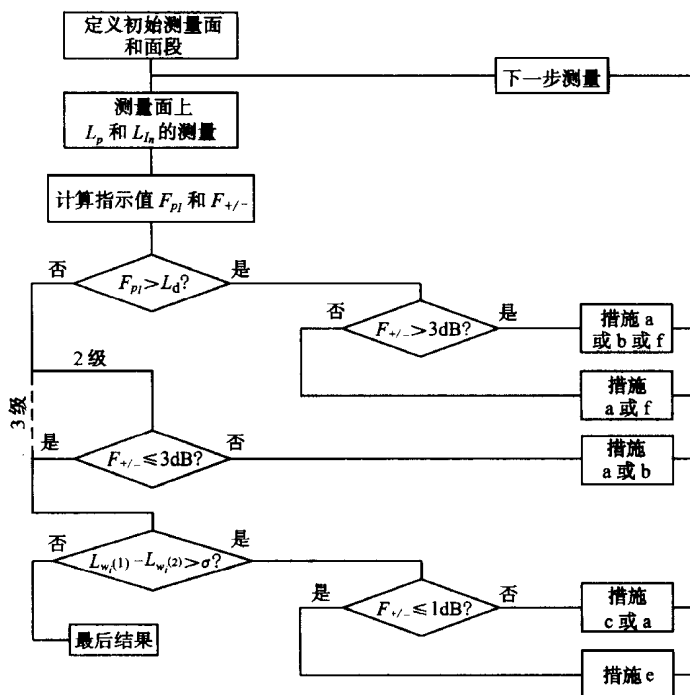 定义初始测量面
和面段
下一步测量
测量面上
L_p 和 L_{In} 的测量
计算指示值 F_{pI} 和 F_{+/-}
否
F_{pI}>L_d?
是
否
F_{+/-}>3dB?
是
措施 a
或 b 或 f
2 级
措施
a 或 f
3 级
是
F_{+/-}≤3dB?
否
措施
a 或 b
否
L_{w_i}(1) -L_{w_i}(2)>σ?
是
是
F_{+/-}≤1dB?
否
措施
c 或 a
最后结果
措施 e